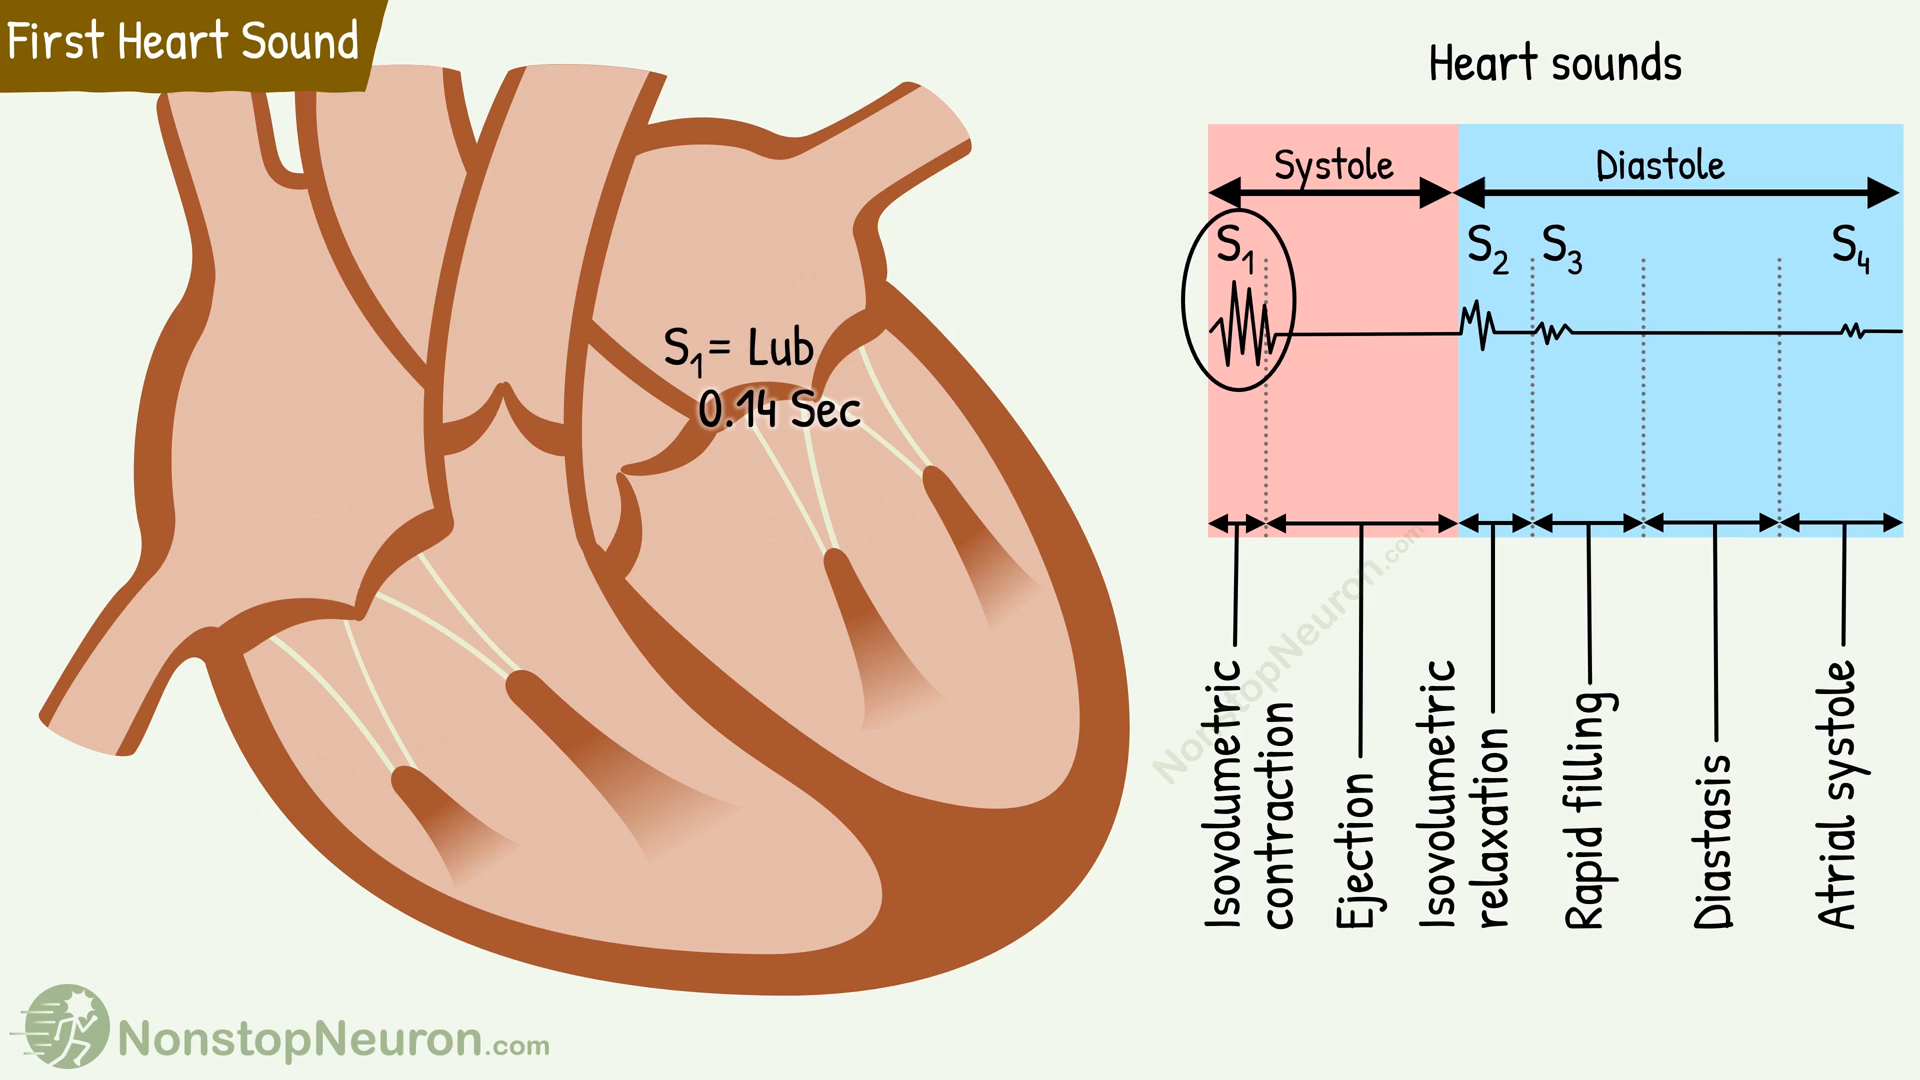 First Heart Sound
Heart sounds
Systole
Diastole
S1
S2
S3
S4
S1= Lub
0.14 Sec
Isovolumetric
contraction
Ejection
Isovolumetric
relaxation
Rapid filling
Diastasis
Atrial systole
NonstopNeuron.com
NonstopNeuron.com